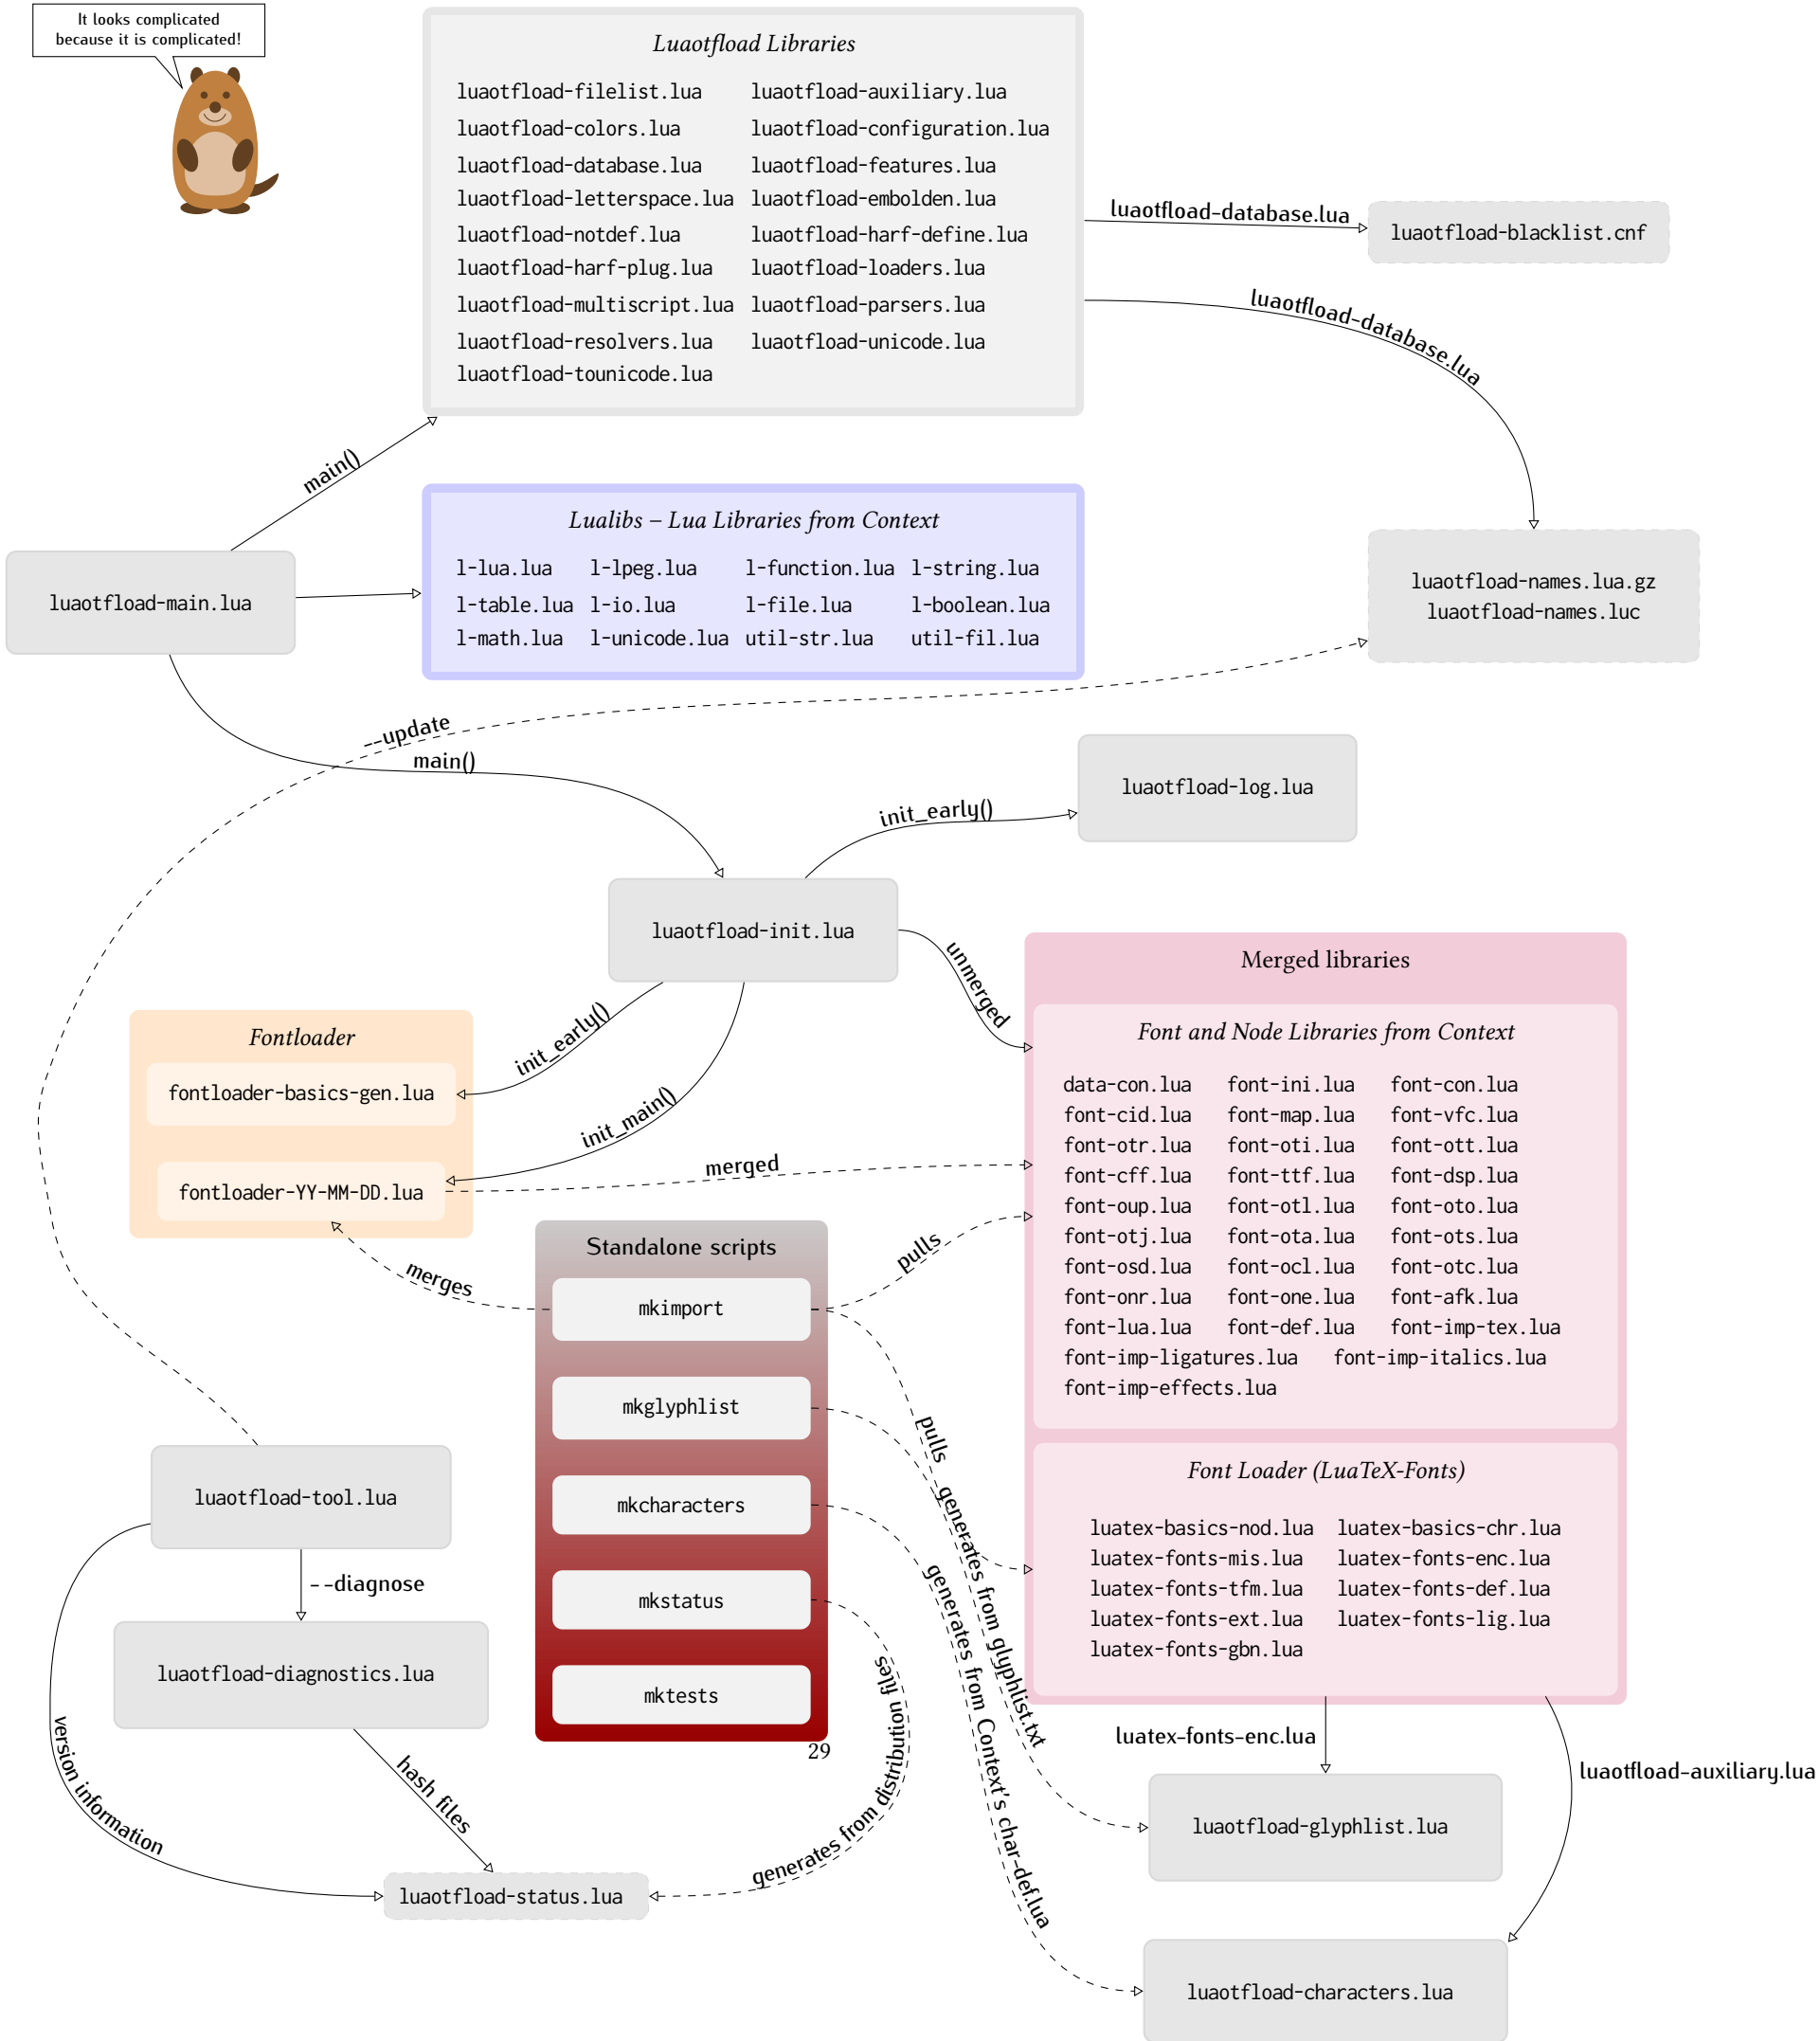 It looks complicated
because it is complicated!
Luaotfload Libraries
luaotfload-filelist.lua luaotfload-auxiliary.lua
luaotfload-colors.lua luaotfload-configuration.lua
luaotfload-database.lua luaotfload-features.lua
luaotfload-letterspace.lua luaotfload-embolden.lua
luaotfload-notdef.lua luaotfload-harf-define.lua
luaotfload-harf-plug.lua luaotfload-loaders.lua
luaotfload-multiscript.lua luaotfload-parsers.lua
luaotfload-resolvers.lua luaotfload-unicode.lua
luaotfload-tounicode.lua
luaotfload-database.lua
luaotfload-blacklist.cnf
luaotfload-database.lua
main()
Lualibs – Lua Libraries from Context
l-lua.lua l-lpeg.lua l-function.lua l-string.lua
l-table.lua l-io.lua l-file.lua l-boolean.lua
l-math.lua l-unicode.lua util-str.lua util-fil.lua
luaotfload-main.lua
luaotfload-names.lua.gz
luaotfload-names.luc
--update
main()
luaotfload-log.lua
init_early()
luaotfload-init.lua
unmerged
Merged libraries
Font and Node Libraries from Context
data-con.lua font-ini.lua font-con.lua
font-cid.lua font-map.lua font-vfc.lua
font-otr.lua font-oti.lua font-ott.lua
font-cff.lua font-ttf.lua font-dsp.lua
font-oup.lua font-otl.lua font-oto.lua
font-otj.lua font-ota.lua font-ots.lua
font-osd.lua font-ocl.lua font-otc.lua
font-onr.lua font-one.lua font-afk.lua
font-lua.lua font-def.lua font-imp-tex.lua
font-imp-ligatures.lua font-imp-italics.lua
font-imp-effects.lua
Fontloader
init_early()
fontloader-basics-gen.lua
init_main()
fontloader-YY-MM-DD.lua
merged
merges
Standalone scripts
mkimport
mkglyphlist
mkcharacters
mkstatus
mktests
pulls
pulls
generates from glyphlist.txt
generates from Context's char-def.lua
generates from distribution files
Font Loader (LuaTeX-Fonts)
luatex-basics-nod.lua luatex-basics-chr.lua
luatex-fonts-mis.lua luatex-fonts-enc.lua
luatex-fonts-tfm.lua luatex-fonts-def.lua
luatex-fonts-ext.lua luatex-fonts-lig.lua
luatex-fonts-gbn.lua
luaotfload-tool.lua
--diagnose
luaotfload-diagnostics.lua
version information
hash files
luaotfload-status.lua
29
luatex-fonts-enc.lua
luaotfload-auxiliary.lua
luaotfload-glyphlist.lua
luaotfload-characters.lua